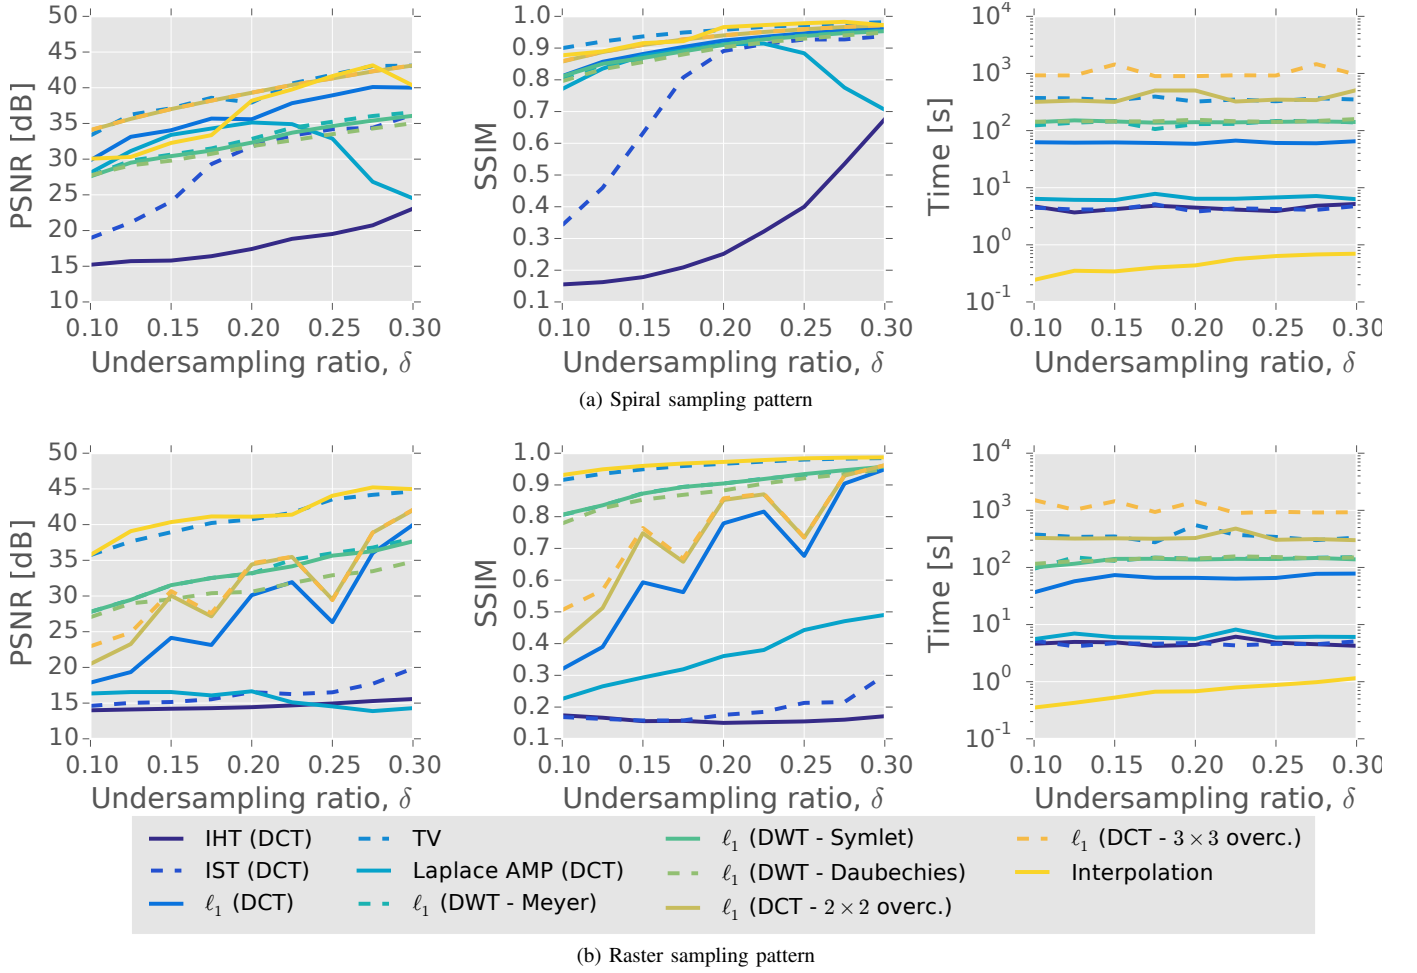 50
45
40
35
30
25
20
15
10
PSNR [dB]
0.10 0.15 0.20 0.25 0.30
Undersampling ratio, δ
1.0
0.9
0.8
0.7
0.6
0.5
0.4
0.3
0.2
0.1
SSIM
0.10 0.15 0.20 0.25 0.30
Undersampling ratio, δ
10^4
10^3
10^2
10^1
10^0
10^-1
Time [s]
0.10 0.15 0.20 0.25 0.30
Undersampling ratio, δ
(a) Spiral sampling pattern
50
45
40
35
30
25
20
15
10
PSNR [dB]
0.10 0.15 0.20 0.25 0.30
Undersampling ratio, δ
1.0
0.9
0.8
0.7
0.6
0.5
0.4
0.3
0.2
0.1
SSIM
0.10 0.15 0.20 0.25 0.30
Undersampling ratio, δ
10^4
10^3
10^2
10^1
10^0
10^-1
Time [s]
0.10 0.15 0.20 0.25 0.30
Undersampling ratio, δ
IHT (DCT)
IST (DCT)
ℓ₁ (DCT)
TV
Laplace AMP (DCT)
ℓ₁ (DWT - Meyer)
ℓ₁ (DWT - Symlet)
ℓ₁ (DWT - Daubechies)
ℓ₁ (DCT - 2 × 2 overc.)
ℓ₁ (DCT - 3 × 3 overc.)
Interpolation
(b) Raster sampling pattern